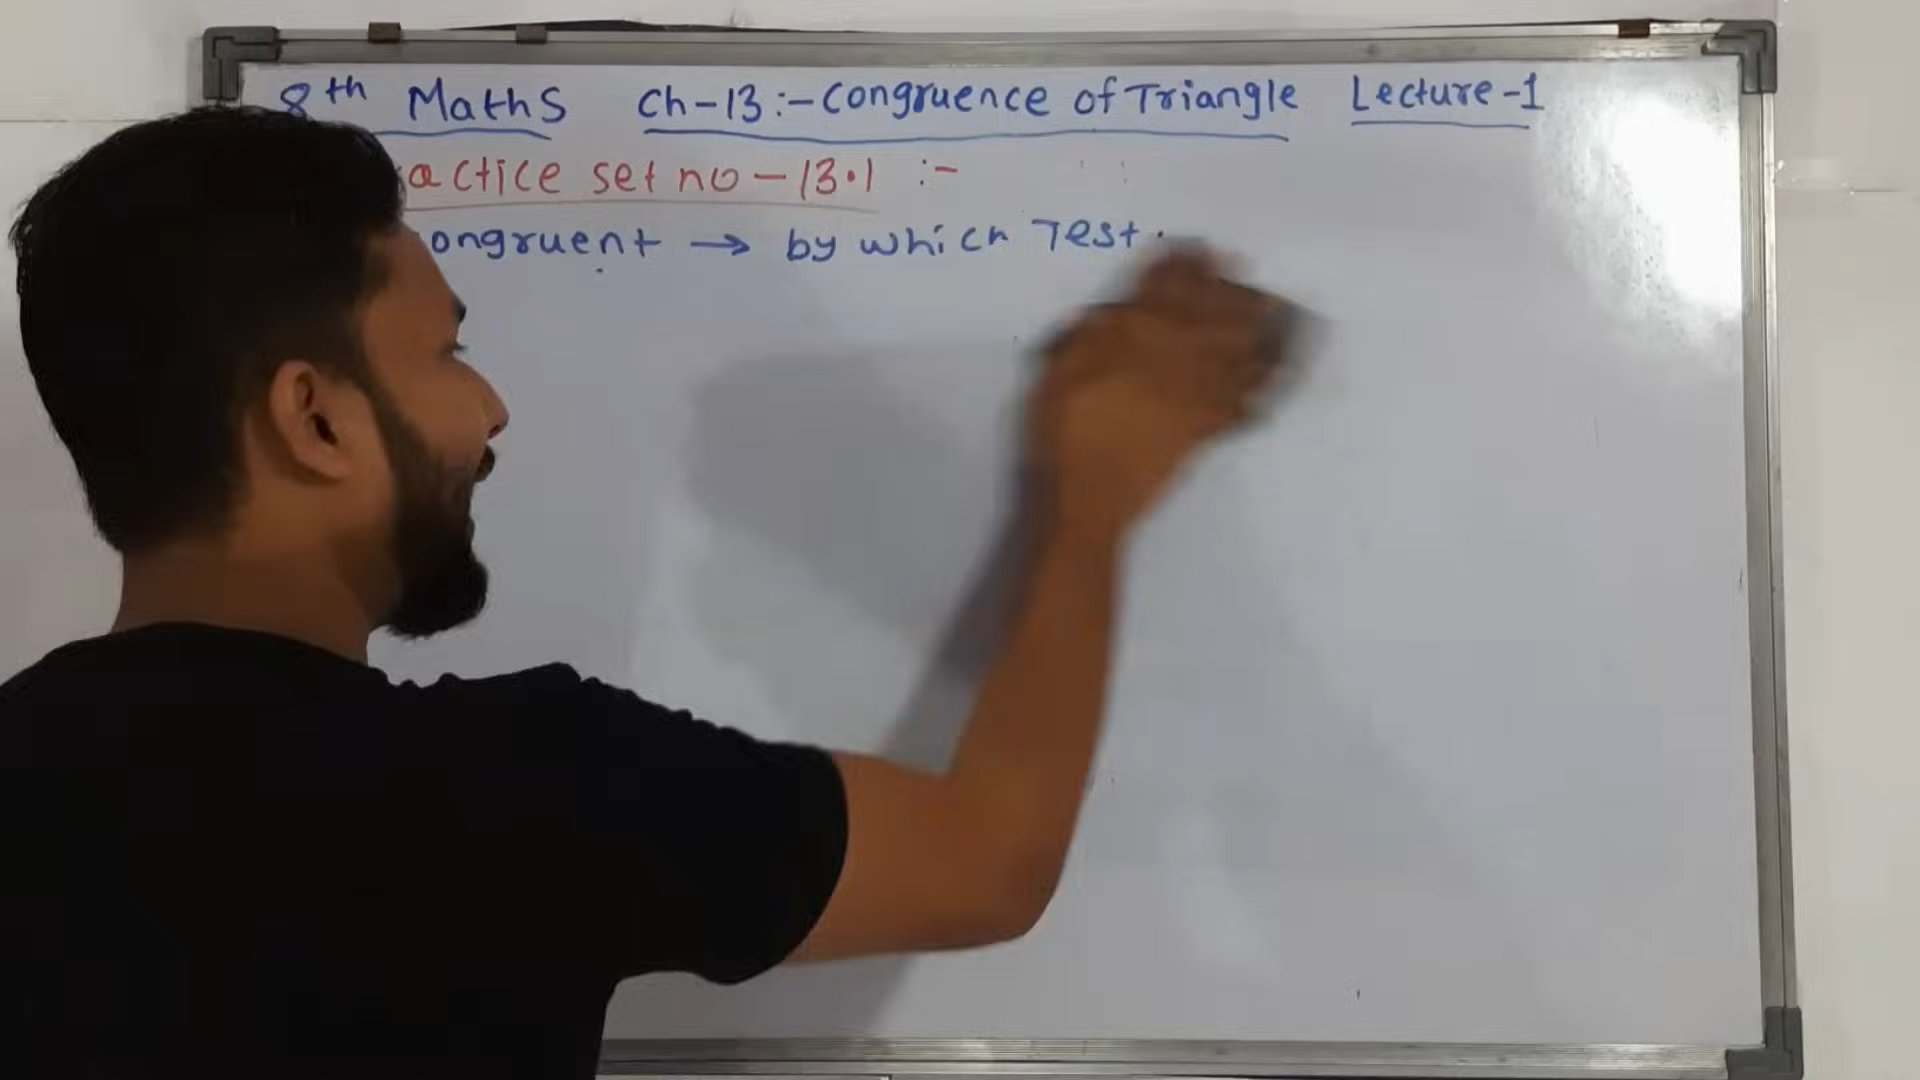 8th Maths Ch-13:- Congruence of Triangle Lecture-1
actice set no - 13.1 :-
ongruent → by which Test.